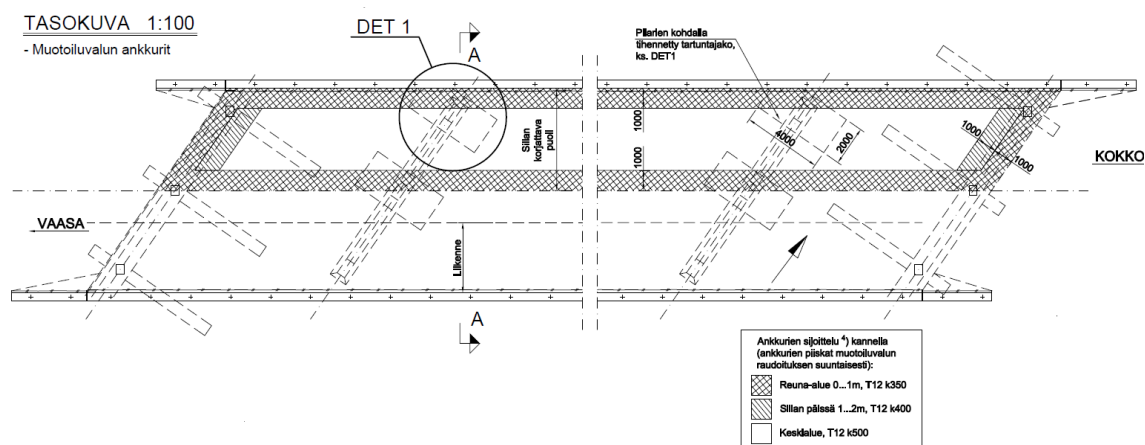 TASOKUVA 1:100
- Muotoiluvalun ankkurit
DET 1
A
Pilarien kohdalla
tihennetty tartuntajako,
ks. DET1
Sillan
korjattava
puoli
1000
1000
4000
2000
1000
1000
KOKKO
VAASA
Liikenne
A
Ankkurien sijoittelu ⁴) kannella
(ankkurien piiskat muotoiluvalun
raudoituksen suuntaisesti):
Reuna-alue 0...1m, T12 k350
Sillan päissä 1...2m, T12 k400
Keskialue, T12 k500